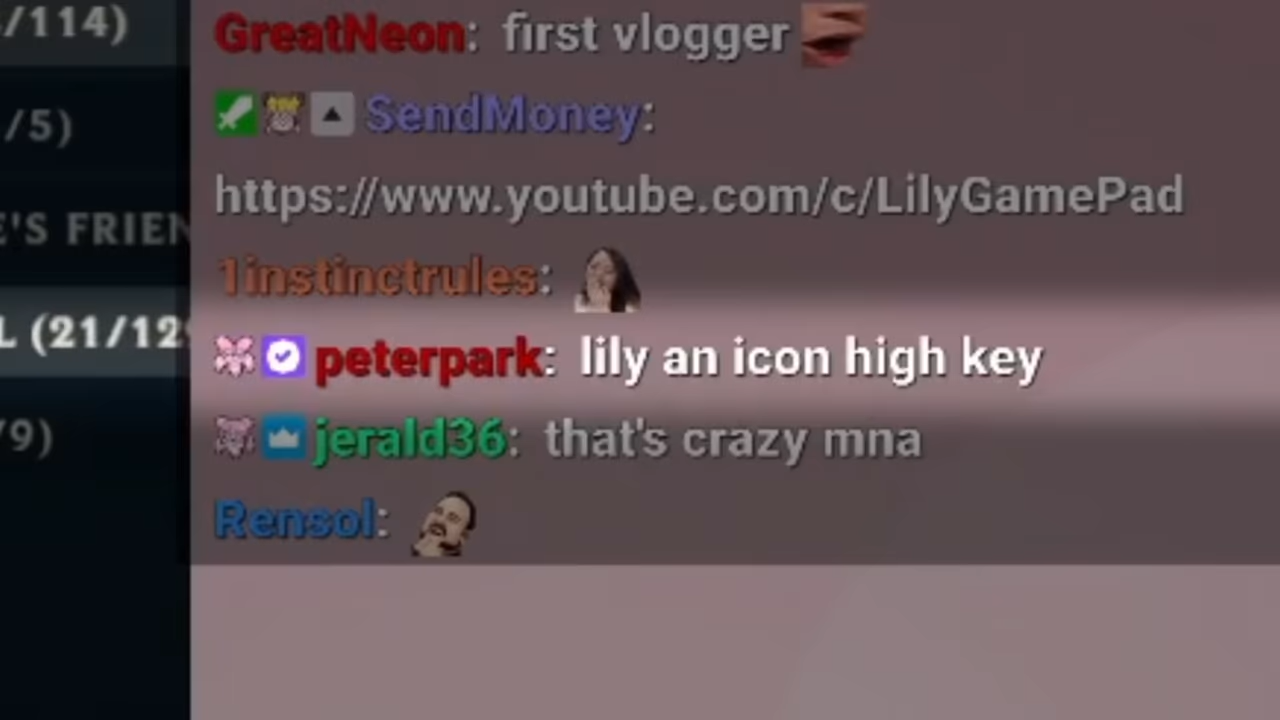 /114)
GreatNeon: first vlogger
/5)
SendMoney:
https://www.youtube.com/c/LilyGamePad
E'S FRIEN
1instinctrules:
L (21/129
peterpark: lily an icon high key
/9)
jerald36: that's crazy mna
Rensol: